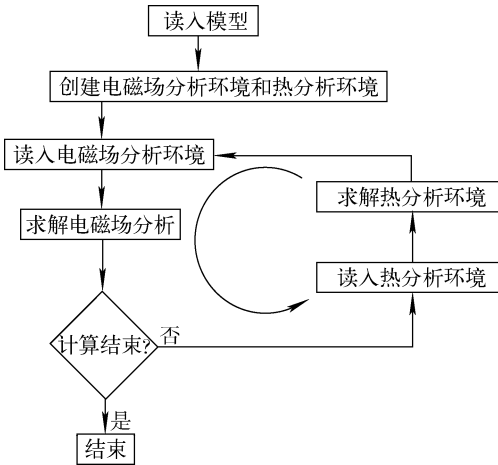 读入模型
创建电磁场分析环境和热分析环境
读入电磁场分析环境
求解热分析环境
求解电磁场分析
读入热分析环境
计算结束?
否
是
结束